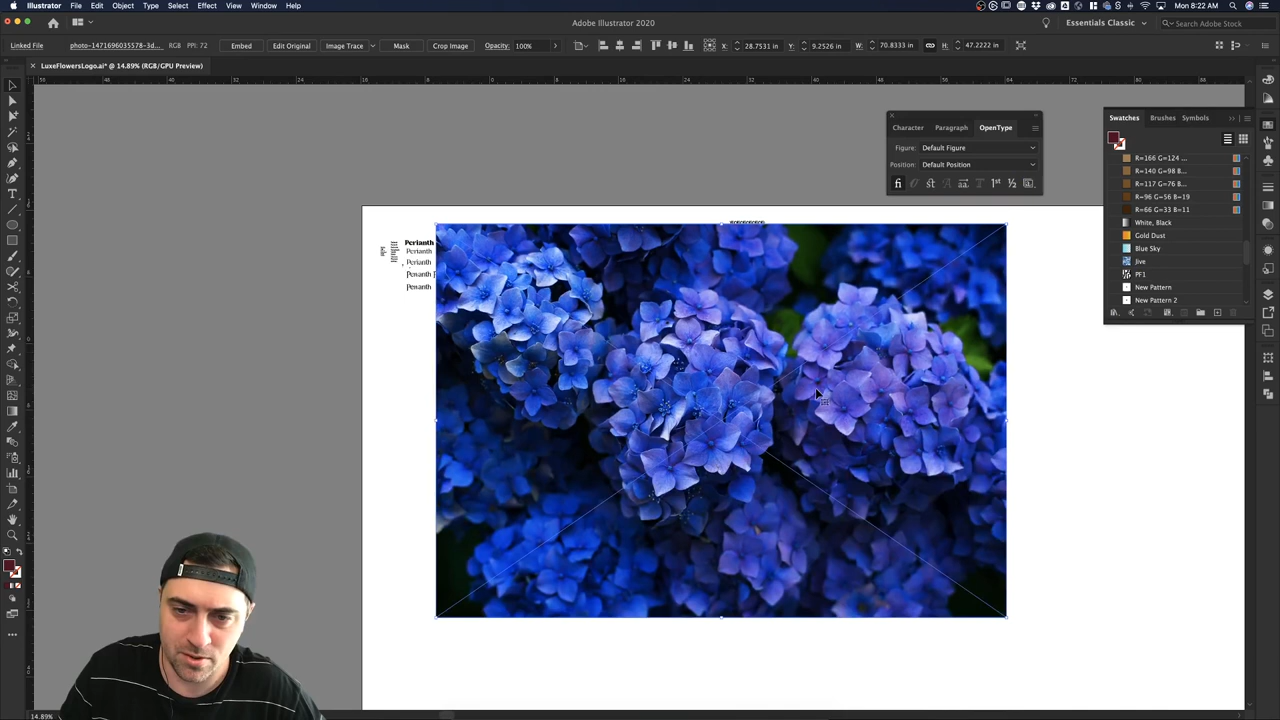 Illustrator File Edit Object Type Select Effect View Window Help
Mon 8:22 AM
Adobe Illustrator 2020
Essentials Classic
Search Adobe Stock
Linked File photo-1471696035578-3d... RGB PPI: 72 Embed Edit Original Image Trace Mask Crop Image Opacity: 100% X: 28.7531 in Y: 9.2526 in W: 70.8333 in H: 47.2222 in
× LuxeFlowersLogo.ai* @ 14.89% (RGB/GPU Preview)
Character Paragraph OpenType
Figure: Default Figure
Position: Default Position
Swatches Brushes Symbols
R=166 G=124 ...
R=140 G=98 B...
R=117 G=76 B...
R=96 G=56 B=19
R=66 G=33 B=11
White, Black
Gold Dust
Blue Sky
Jive
PF1
New Pattern
New Pattern 2
Perianth
Perianth
Perianth
Perianth
Perianth
14.89%